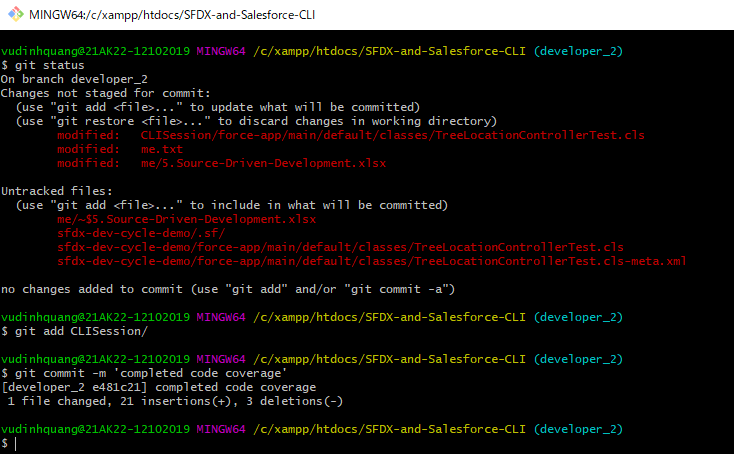 MINGW64:/c/xampp/htdocs/SFDX-and-Salesforce-CLI
vudinhquang@21AK22-12102019 MINGW64 /c/xampp/htdocs/SFDX-and-Salesforce-CLI (developer_2)
$ git status
On branch developer_2
Changes not staged for commit:
  (use "git add <file>..." to update what will be committed)
  (use "git restore <file>..." to discard changes in working directory)
        modified:   CLISession/force-app/main/default/classes/TreeLocationControllerTest.cls
        modified:   me.txt
        modified:   me/5.Source-Driven-Development.xlsx
Untracked files:
  (use "git add <file>..." to include in what will be committed)
        me/~$5.Source-Driven-Development.xlsx
        sfdx-dev-cycle-demo/.sf/
        sfdx-dev-cycle-demo/force-app/main/default/classes/TreeLocationControllerTest.cls
        sfdx-dev-cycle-demo/force-app/main/default/classes/TreeLocationControllerTest.cls-meta.xml
no changes added to commit (use "git add" and/or "git commit -a")
vudinhquang@21AK22-12102019 MINGW64 /c/xampp/htdocs/SFDX-and-Salesforce-CLI (developer_2)
$ git add CLISession/
vudinhquang@21AK22-12102019 MINGW64 /c/xampp/htdocs/SFDX-and-Salesforce-CLI (developer_2)
$ git commit -m 'completed code coverage'
[developer_2 e481c21] completed code coverage
 1 file changed, 21 insertions(+), 3 deletions(-)
vudinhquang@21AK22-12102019 MINGW64 /c/xampp/htdocs/SFDX-and-Salesforce-CLI (developer_2)
$